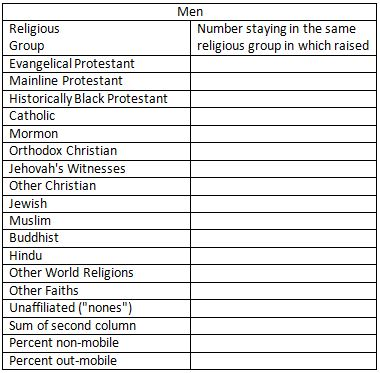 Men
Religious Number staying in the same
Group religious group in which raised
Evangelical Protestant
Mainline Protestant
Historically Black Protestant
Catholic
Mormon
Orthodox Christian
Jehovah's Witnesses
Other Christian
Jewish
Muslim
Buddhist
Hindu
Other World Religions
Other Faiths
Unaffiliated ("nones")
Sum of second column
Percent non-mobile
Percent out-mobile